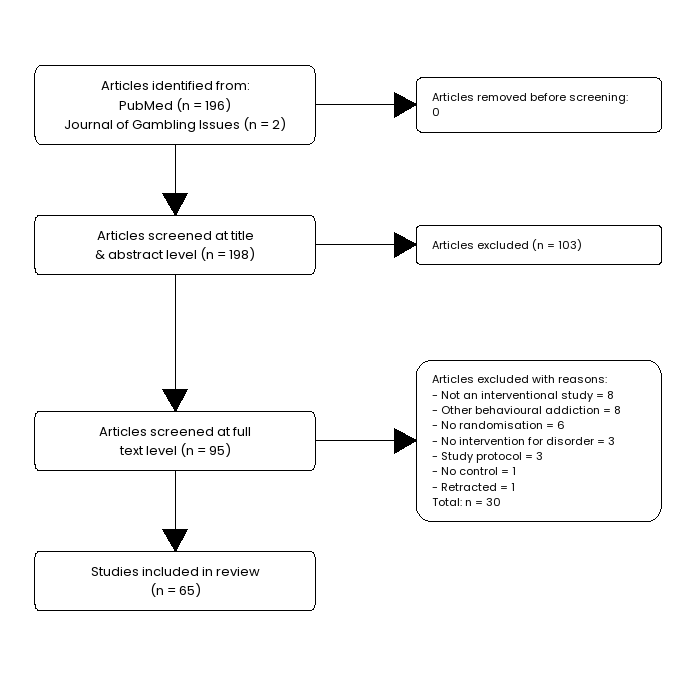 Articles identified from:
PubMed (n = 196)
Journal of Gambling Issues (n = 2)
Articles removed before screening:
0
Articles screened at title
& abstract level (n = 198)
Articles excluded (n = 103)
Articles screened at full
text level (n = 95)
Articles excluded with reasons:
- Not an interventional study = 8
- Other behavioural addiction = 8
- No randomisation = 6
- No intervention for disorder = 3
- Study protocol = 3
- No control = 1
- Retracted = 1
Total: n = 30
Studies included in review
(n = 65)